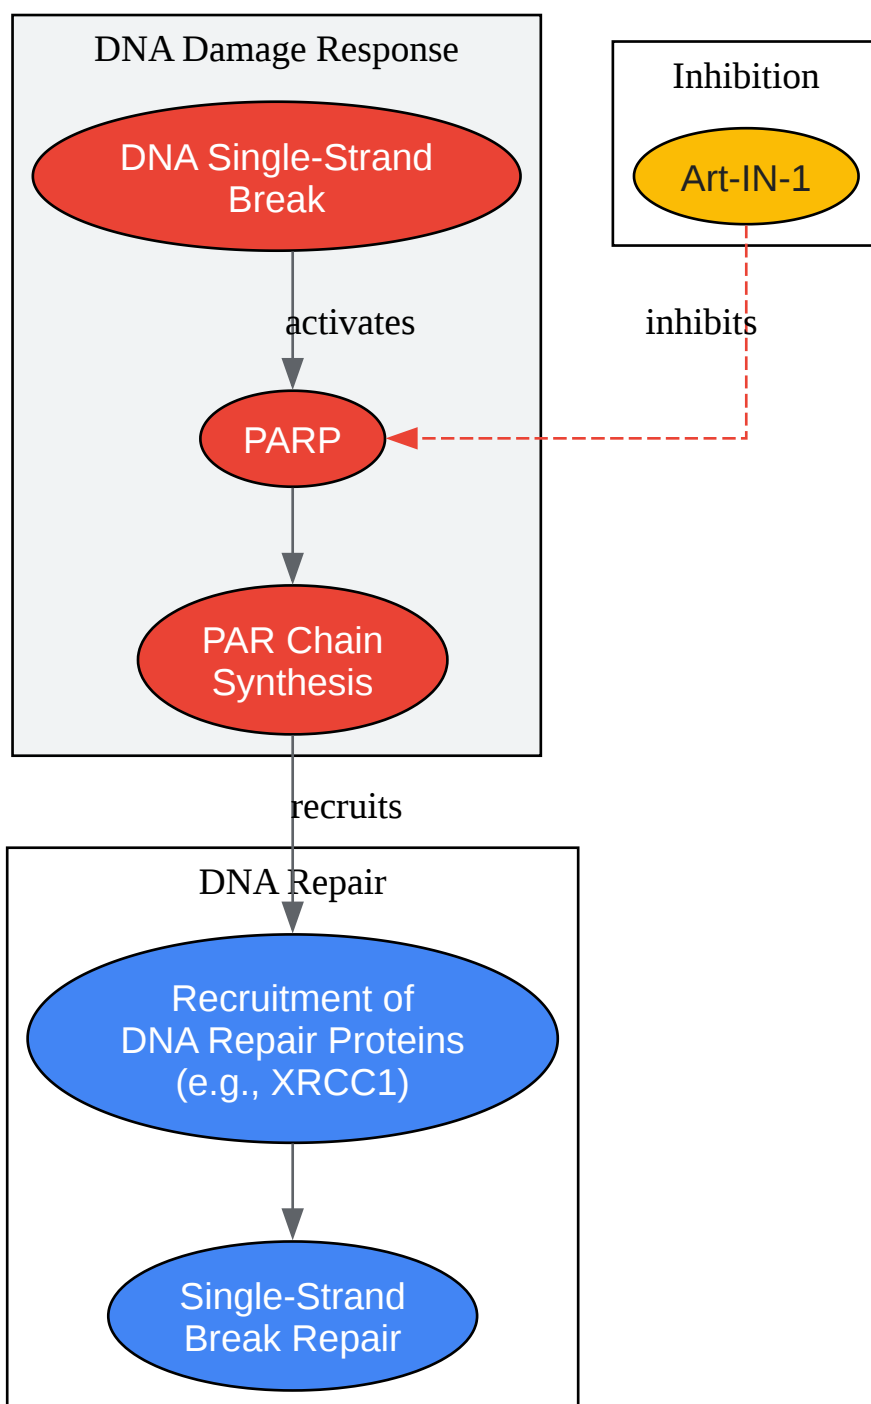 DNA Damage Response
Inhibition
DNA Single-Strand
Break
Art-IN-1
activates
inhibits
PARP
PAR Chain
Synthesis
recruits
DNA Repair
Recruitment of
DNA Repair Proteins
(e.g., XRCC1)
Single-Strand
Break Repair